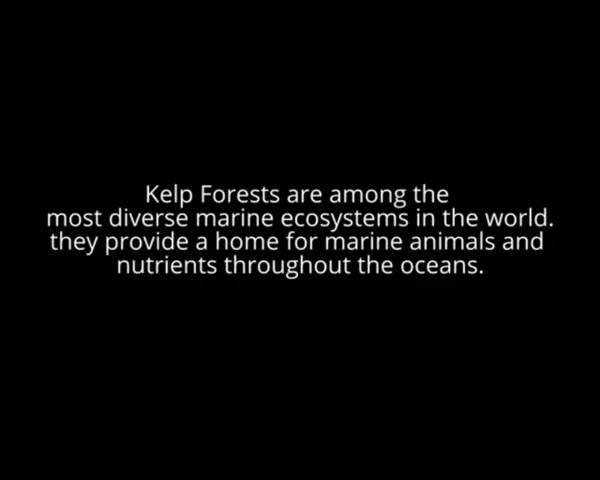 Kelp Forests are among the
most diverse marine ecosystems in the world.
they provide a home for marine animals and
nutrients throughout the oceans.